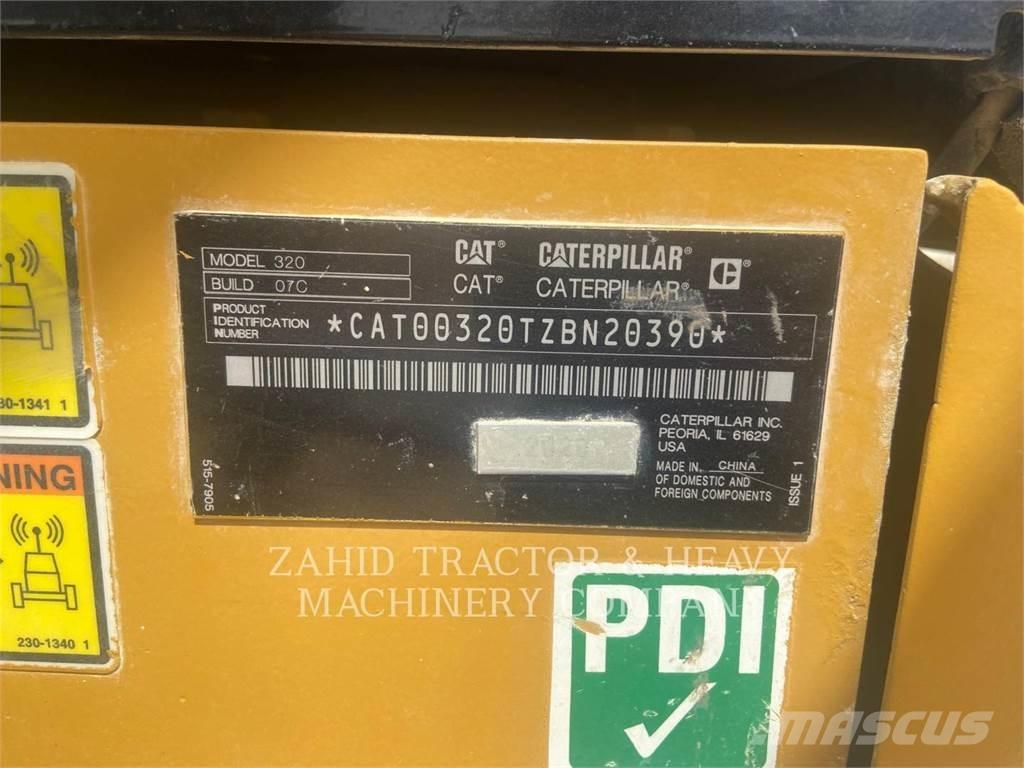 MODEL 320
BUILD 07C
CAT® CATERPILLAR® ®
CAT® CATERPILLAR®
PRODUCT
IDENTIFICATION
NUMBER
*CAT00320TZBN20390*
CATERPILLAR INC.
PEORIA, IL 61629
USA
MADE IN CHINA
OF DOMESTIC AND
FOREIGN COMPONENTS
ISSUE 1
515-7905
30-1341 1
NING
230-1340 1
ZAHID TRACTOR & HEAVY
MACHINERY COMPANY
PDI
MASCUS